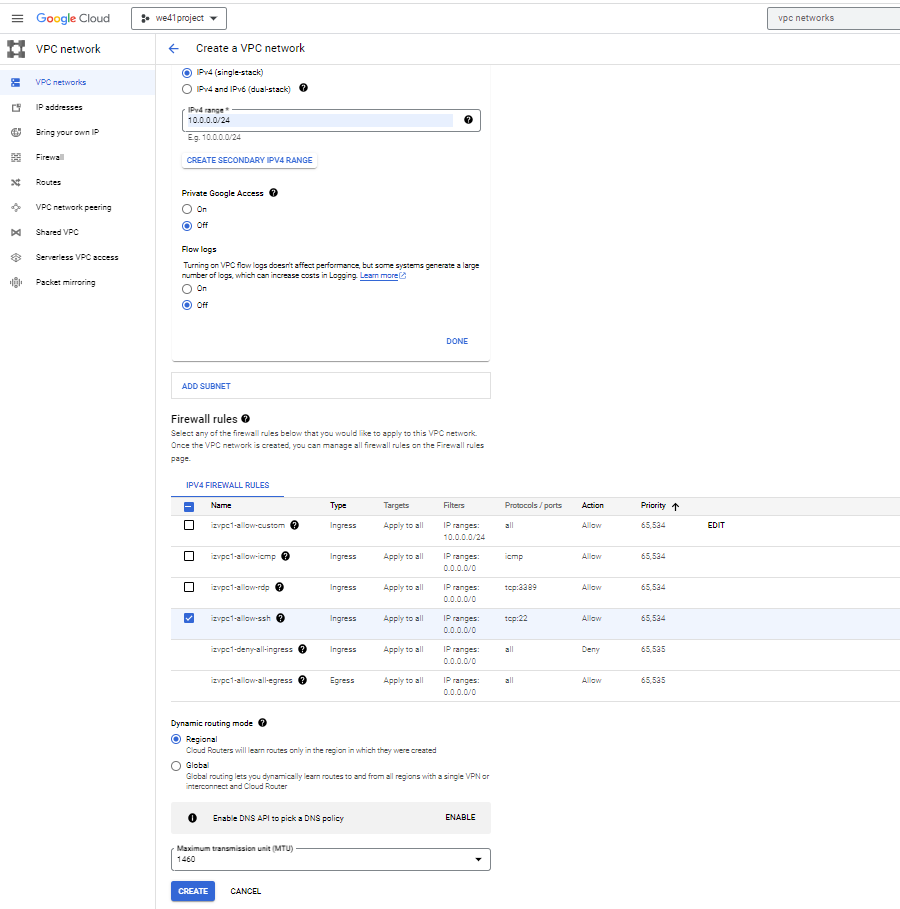 Google Cloud
we41project
vpc networks
VPC network
Create a VPC network
VPC networks
IP addresses
Bring your own IP
Firewall
Routes
VPC network peering
Shared VPC
Serverless VPC access
Packet mirroring
IPv4 (single-stack)
IPv4 and IPv6 (dual-stack)
IPv4 range *
10.0.0.0/24
E.g. 10.0.0.0/24
CREATE SECONDARY IPV4 RANGE
Private Google Access
On
Off
Flow logs
Turning on VPC flow logs doesn't affect performance, but some systems generate a large
number of logs, which can increase costs in Logging. Learn more
On
Off
DONE
ADD SUBNET
Firewall rules
Select any of the firewall rules below that you would like to apply to this VPC network.
Once the VPC network is created, you can manage all firewall rules on the Firewall rules
page.
IPV4 FIREWALL RULES
Name Type Targets Filters Protocols / ports Action Priority
izvpc1-allow-custom Ingress Apply to all IP ranges: all Allow 65,534 EDIT
10.0.0.0/24
izvpc1-allow-icmp Ingress Apply to all IP ranges: icmp Allow 65,534
0.0.0.0/0
izvpc1-allow-rdp Ingress Apply to all IP ranges: tcp:3389 Allow 65,534
0.0.0.0/0
izvpc1-allow-ssh Ingress Apply to all IP ranges: tcp:22 Allow 65,534
0.0.0.0/0
izvpc1-deny-all-ingress Ingress Apply to all IP ranges: all Deny 65,535
0.0.0.0/0
izvpc1-allow-all-egress Egress Apply to all IP ranges: all Allow 65,535
0.0.0.0/0
Dynamic routing mode
Regional
Cloud Routers will learn routes only in the region in which they were created
Global
Global routing lets you dynamically learn routes to and from all regions with a single VPN or
interconnect and Cloud Router
Enable DNS API to pick a DNS policy ENABLE
Maximum transmission unit (MTU)
1460
CREATE CANCEL